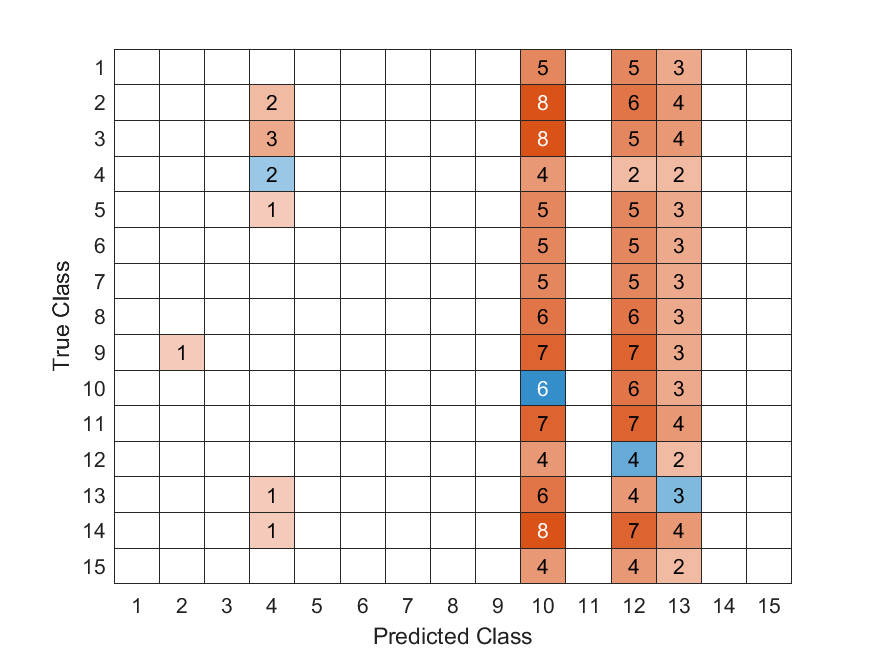 1 5 5 3
2 2 8 6 4
3 3 8 5 4
4 2 4 2 2
5 1 5 5 3
6 5 5 3
7 5 5 3
8 6 6 3
9 1 7 7 3
10 6 6 3
11 7 7 4
12 4 4 2
13 1 6 4 3
14 1 8 7 4
15 4 4 2
True Class
1 2 3 4 5 6 7 8 9 10 11 12 13 14 15
Predicted Class